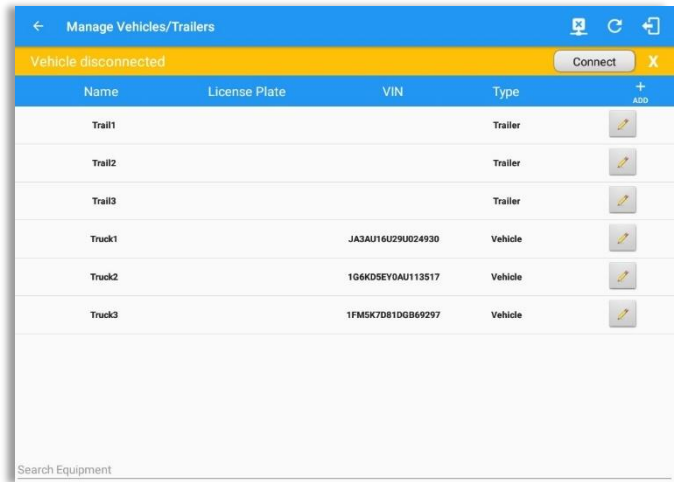 Manage Vehicles/Trailers
Vehicle disconnected Connect X
Name License Plate VIN Type + ADD
Trail1 Trailer
Trail2 Trailer
Trail3 Trailer
Truck1 JA3AU16U29U024930 Vehicle
Truck2 1G6KD5EY0AU113517 Vehicle
Truck3 1FM5K7D81DGB69297 Vehicle
Search Equipment